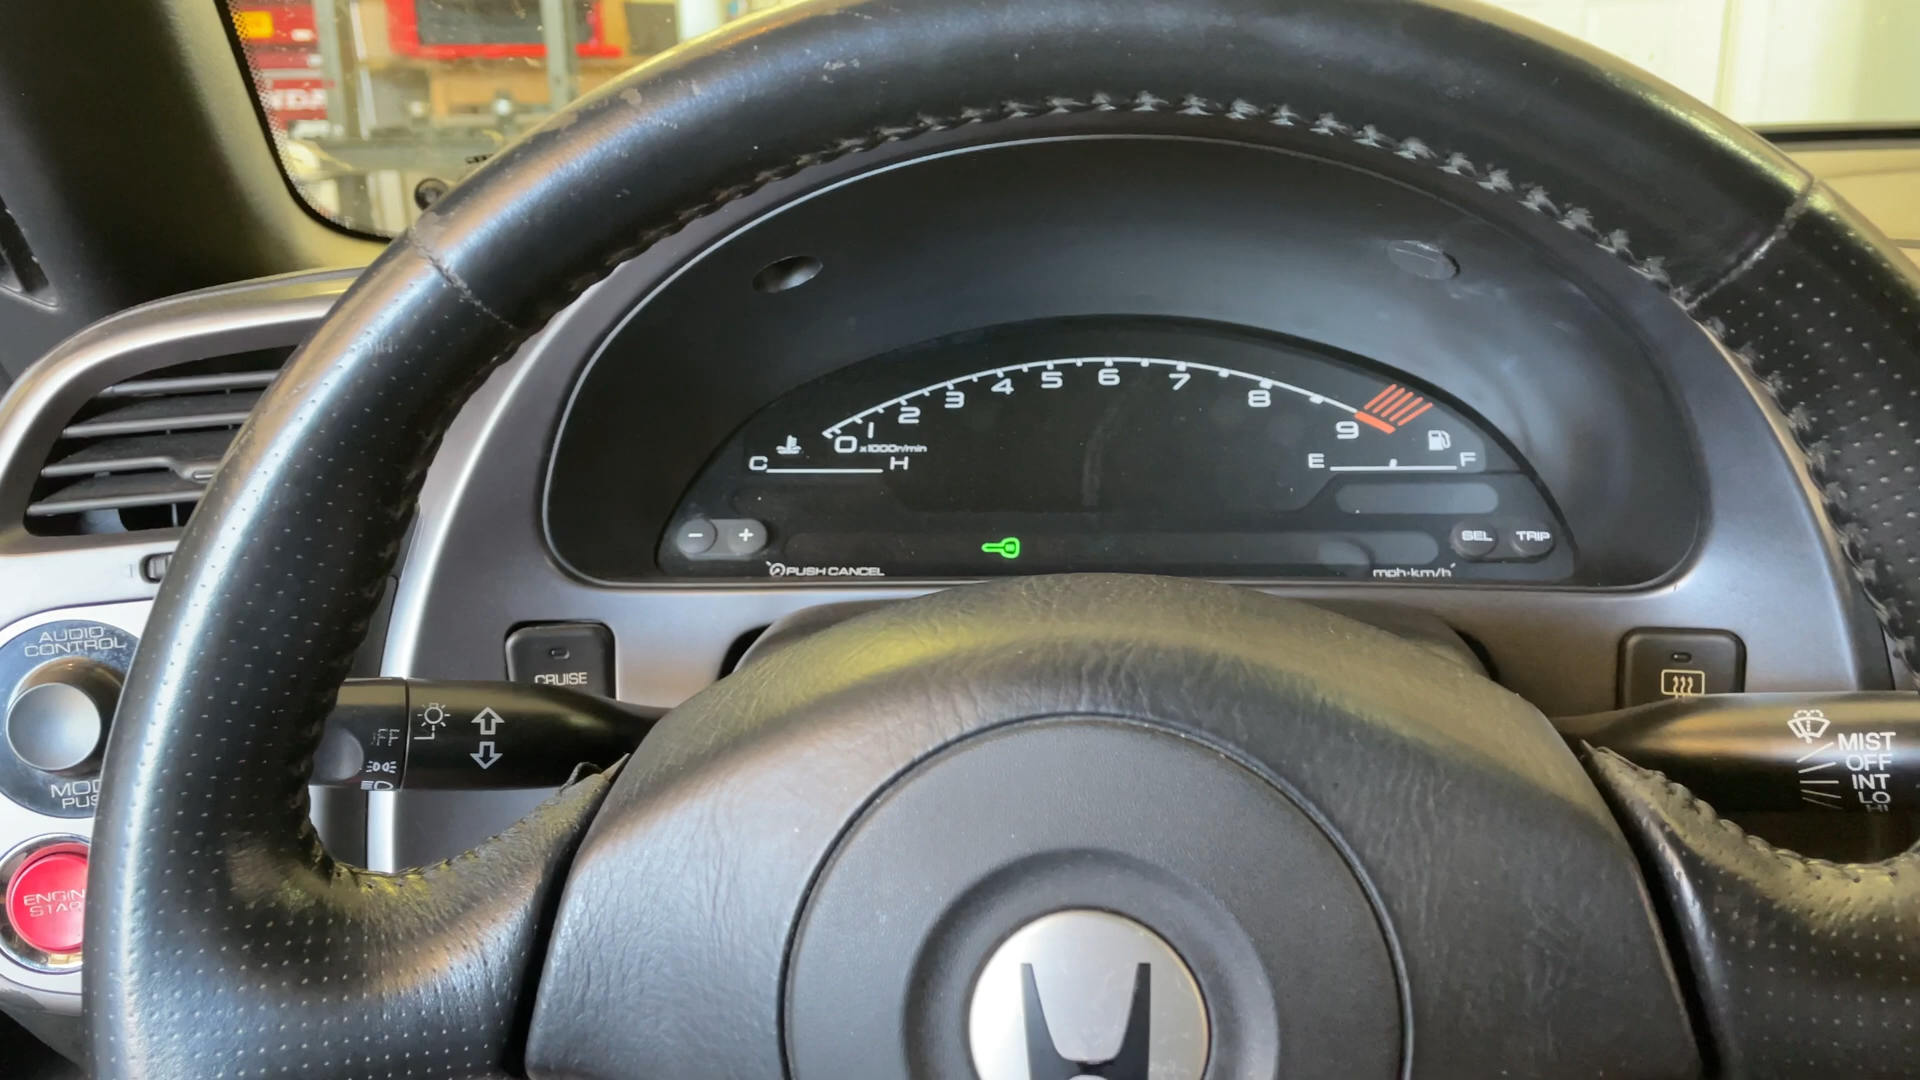 0 1 2 3 4 5 6 7 8 9
x1000r/min
C H
E F
- +
SEL TRIP
PUSH CANCEL
mph·km/h
AUDIO
CONTROL
CRUISE
MIST
OFF
INT
LO